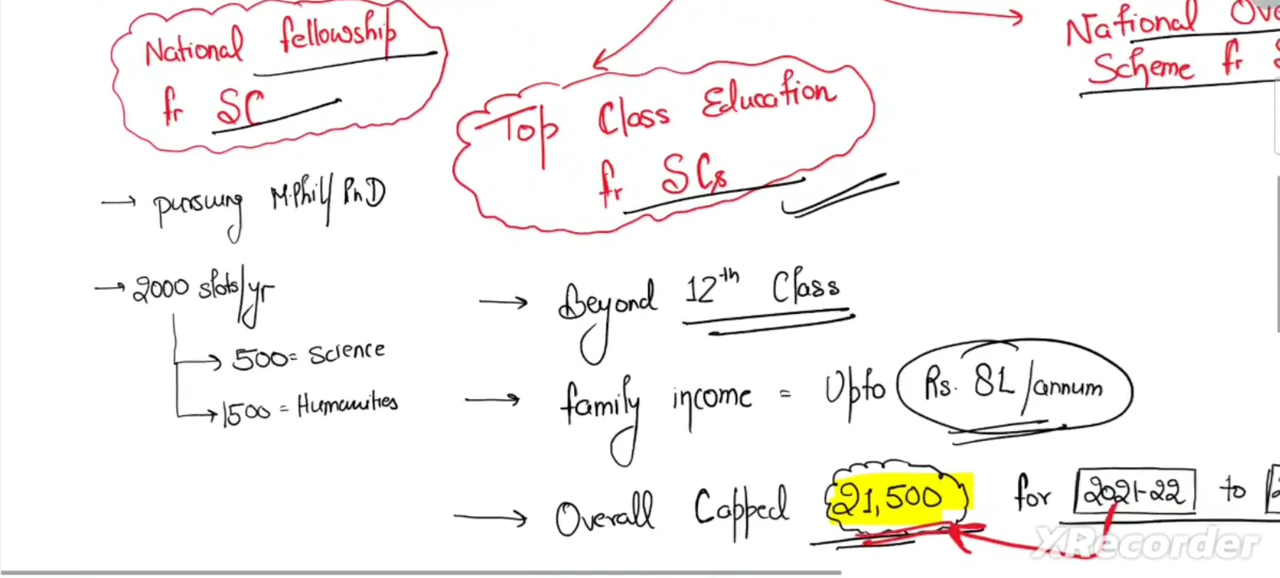 National fellowship
fr SC
→ pursuing M.Phil/PhD
→ 2000 slots/yr
→ 500= Science
→ 1500 = Humanities
Top Class Education
fr SCs
→ Beyond 12th Class
→ family income = Upto Rs. 8L/annum
→ Overall Capped 21,500 for 2021-22 to
National
Scheme fr
XRecorder